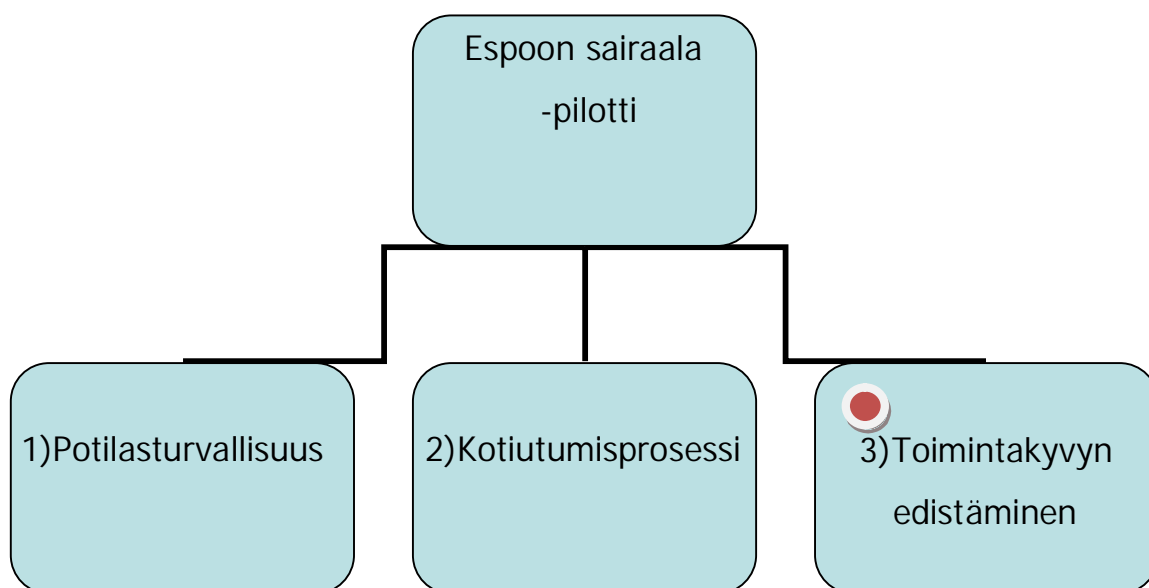 Espoon sairaala
-pilotti
1)Potilasturvallisuus
2)Kotiutumisprosessi
3)Toimintakyvyn
edistäminen